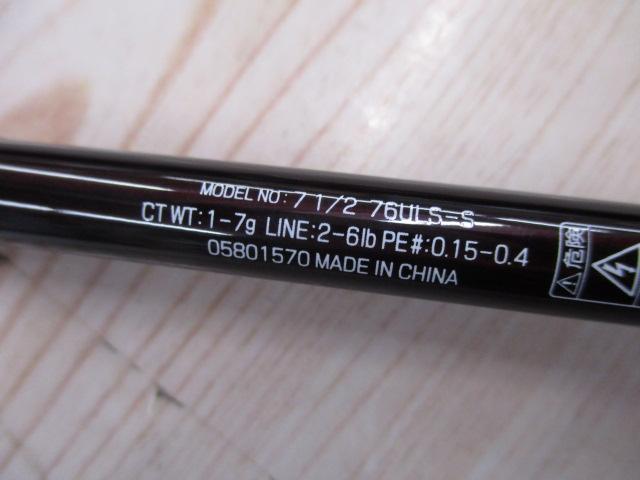 MODEL NO: 7 1/2 76ULS-S
CT WT: 1-7g LINE:2-6lb PE#:0.15-0.4
05801570 MADE IN CHINA
危険